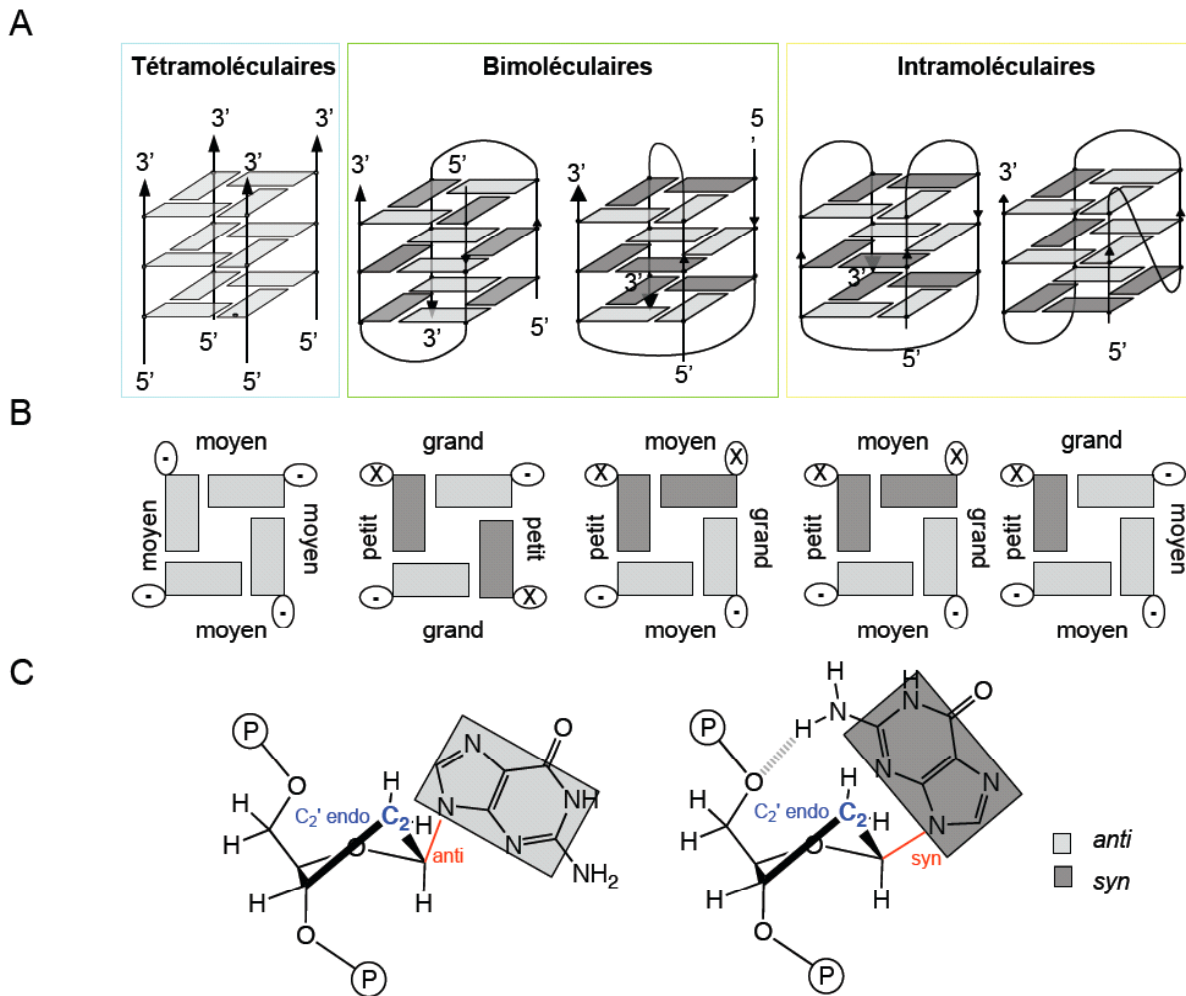 A
Tétramoléculaires Bimoléculaires Intramoléculaires
3' 3' 3' 3' 5' 5' 5' 5'
3' 5' 3' 5'
3' 5' 3' 5'
3' 5'
3' 5'
B
moyen moyen moyen moyen
- - - -
grand petit petit grand
X - - X
moyen petit grand moyen
X X - -
moyen petit grand moyen
X X - -
grand petit moyen moyen
X - - -
C
P O H H H O H O P
C2' endo C2 H H O
anti
N N O NH N NH2
P O H H H O H O P
C2' endo C2 H H O
syn
H N H H N O N N N
anti
syn